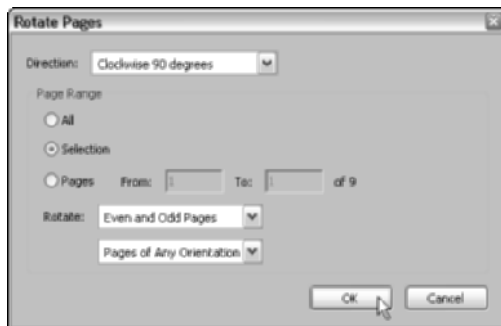 Rotate Pages
Direction: Clockwise 90 degrees
Page Range
All
Selection
Pages From: 1 To: 1 of 9
Rotate: Even and Odd Pages
Pages of Any Orientation
OK Cancel